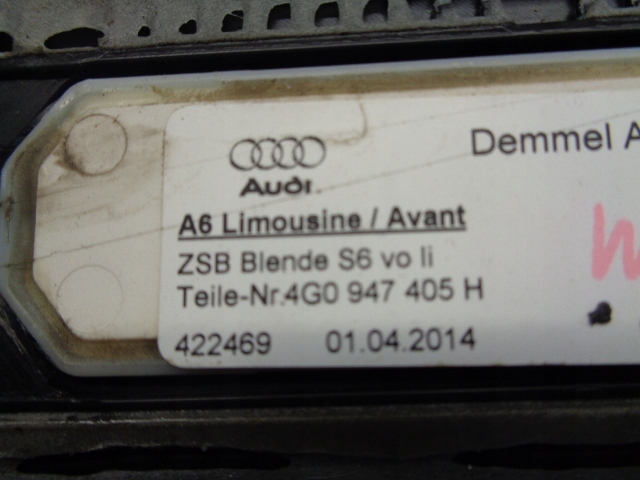 Demmel A
Audi
A6 Limousine / Avant
ZSB Blende S6 vo li
Teile-Nr.4G0 947 405 H
422469 01.04.2014